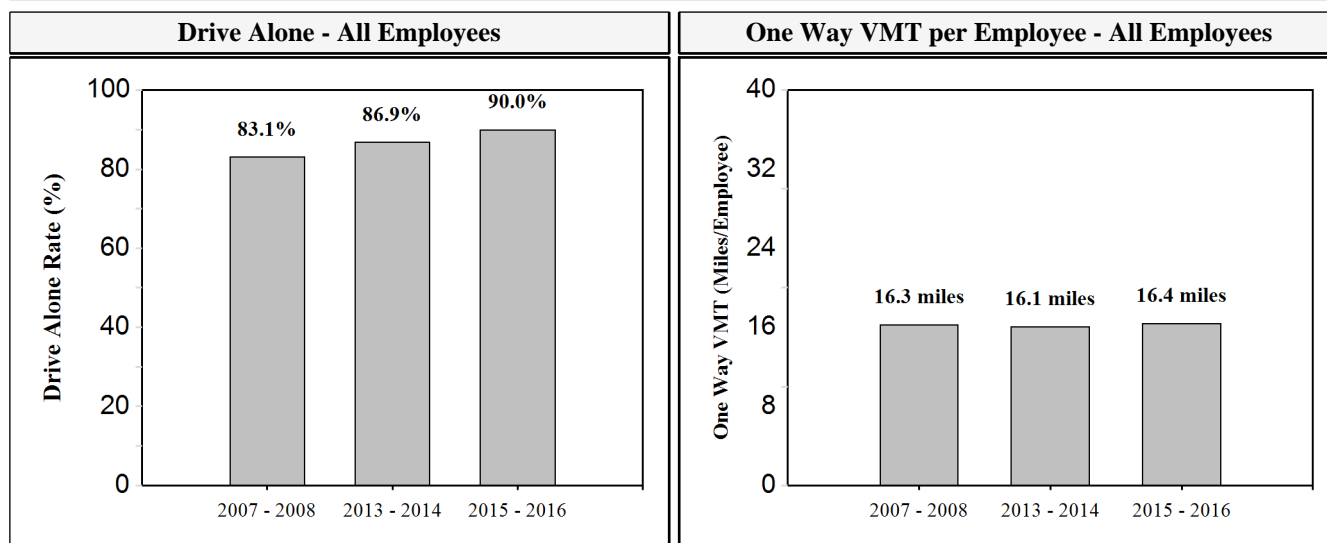 Drive Alone - All Employees
100
80
60
40
20
0
Drive Alone Rate (%)
83.1%
86.9%
90.0%
2007 - 2008
2013 - 2014
2015 - 2016
One Way VMT per Employee - All Employees
40
32
24
16
8
0
One Way VMT (Miles/Employee)
16.3 miles
16.1 miles
16.4 miles
2007 - 2008
2013 - 2014
2015 - 2016